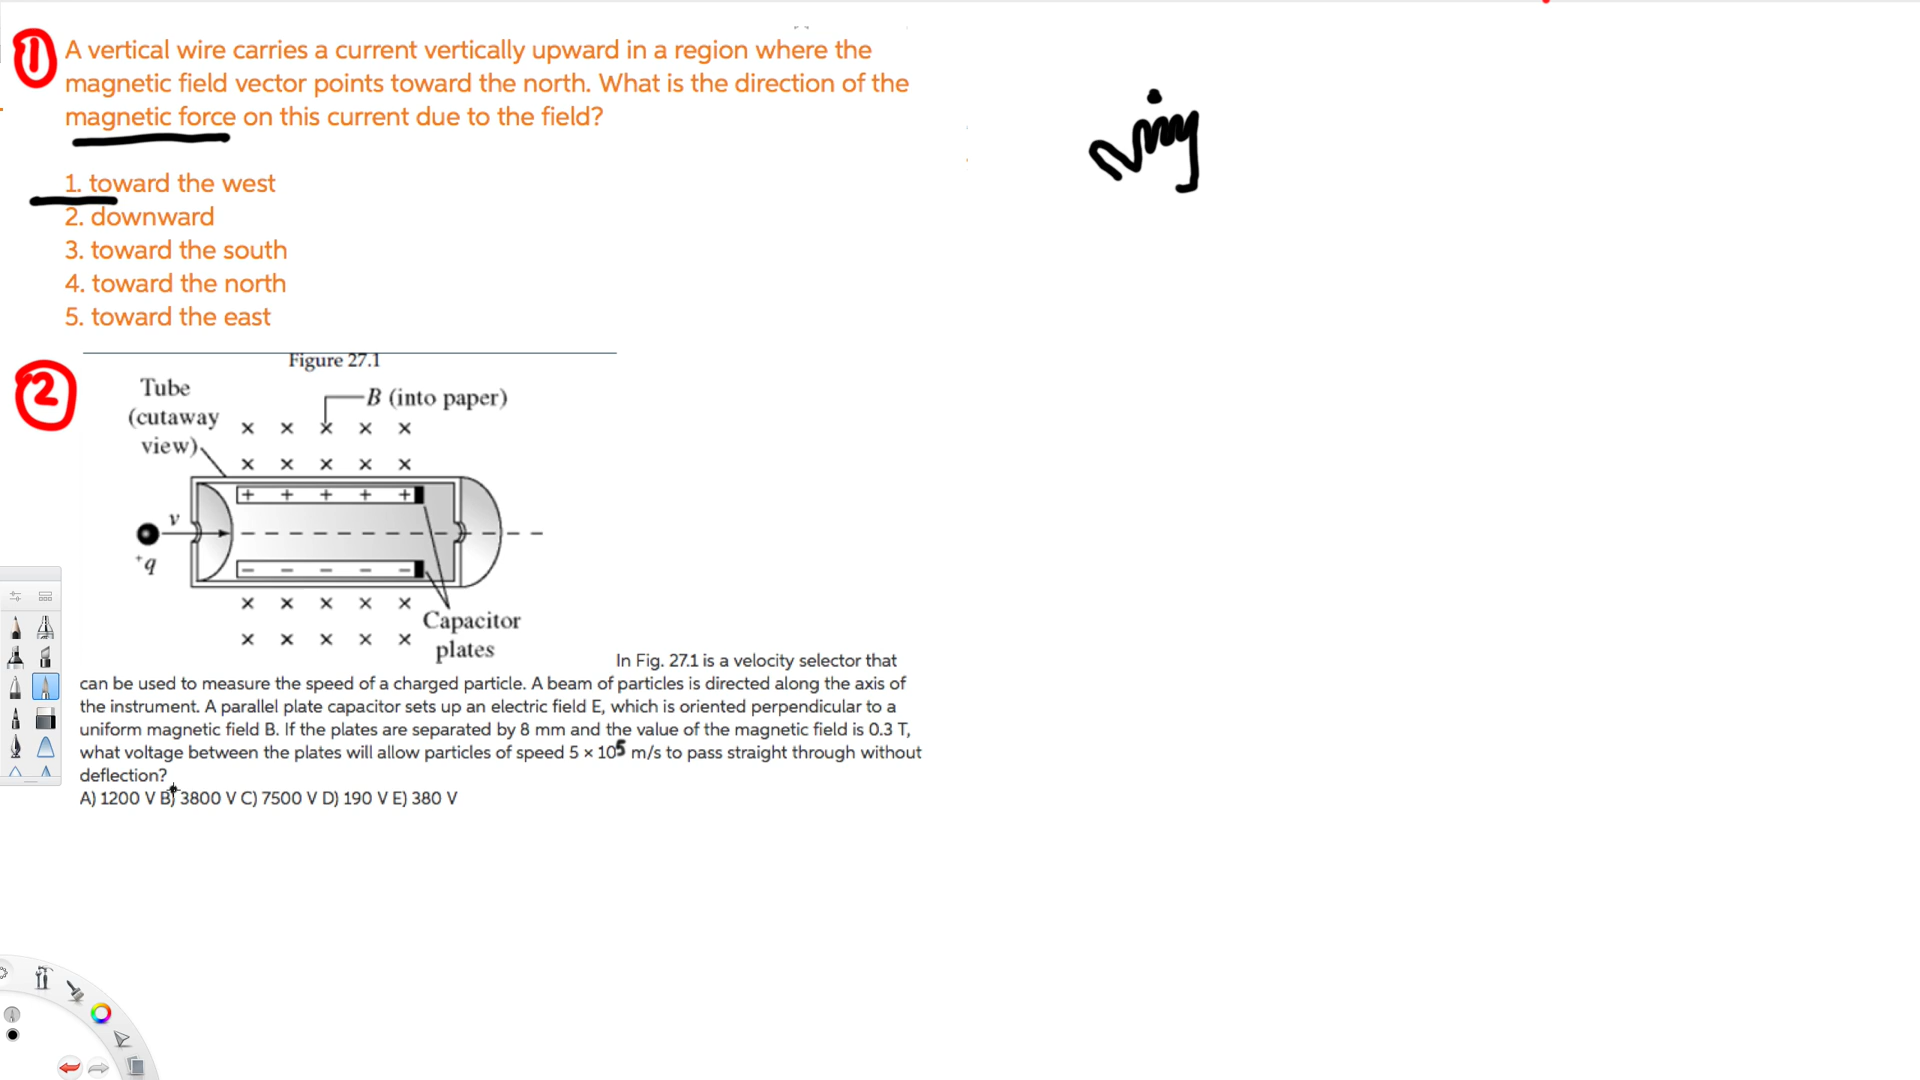 1 A vertical wire carries a current vertically upward in a region where the
magnetic field vector points toward the north. What is the direction of the
magnetic force on this current due to the field?
1. toward the west
2. downward
3. toward the south
4. toward the north
5. toward the east
2
Figure 27.1
Tube
(cutaway
view)
B (into paper)
x x x x x
x x x x x
+ + + + +
v
+q
– – – – –
x x x x x
x x x x x
Capacitor
plates
In Fig. 27.1 is a velocity selector that
can be used to measure the speed of a charged particle. A beam of particles is directed along the axis of
the instrument. A parallel plate capacitor sets up an electric field E, which is oriented perpendicular to a
uniform magnetic field B. If the plates are separated by 8 mm and the value of the magnetic field is 0.3 T,
what voltage between the plates will allow particles of speed 5 × 10⁵ m/s to pass straight through without
deflection?
A) 1200 V B) 3800 V C) 7500 V D) 190 V E) 380 V